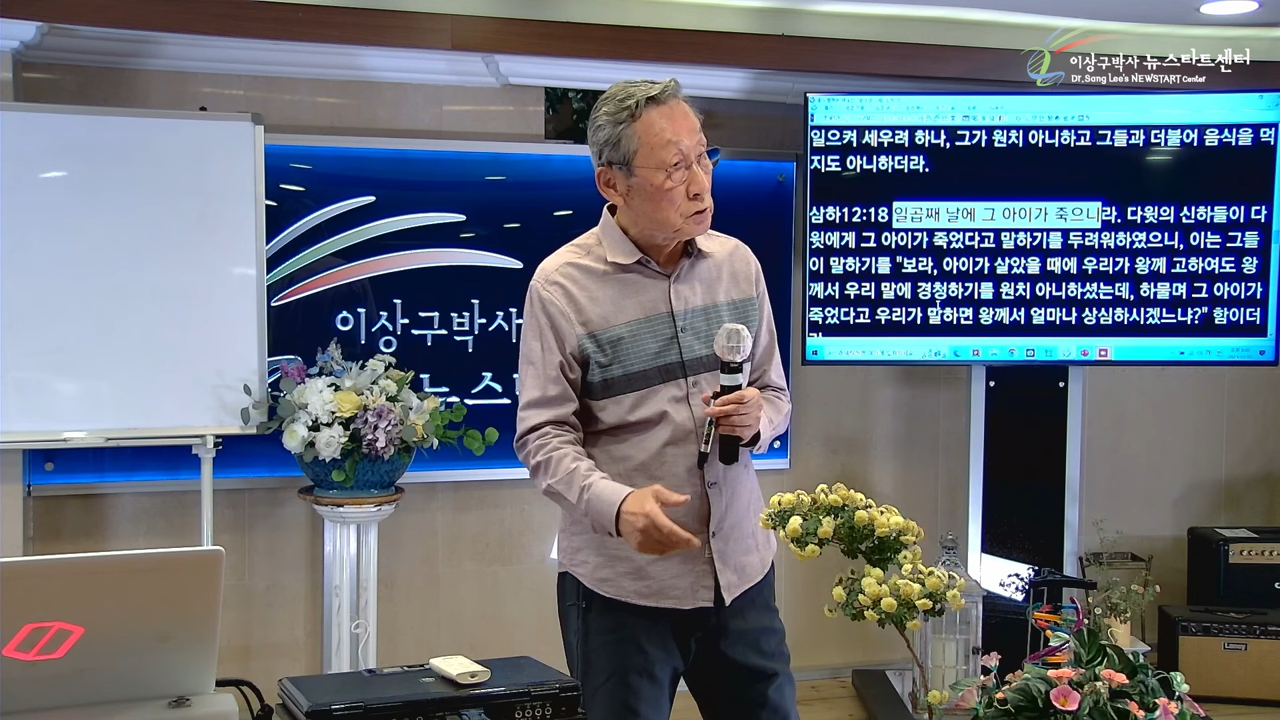 이상구박사 뉴스타트센터
Dr. Sang Lee's NEWSTART Center
일으켜 세우려 하나, 그가 원치 아니하고 그들과 더불어 음식을 먹
지도 아니하더라.
삼하12:18 일곱째 날에 그 아이가 죽으니라. 다윗의 신하들이 다
윗에게 그 아이가 죽었다고 말하기를 두려워하였으니, 이는 그들
이 말하기를 "보라, 아이가 살았을 때에 우리가 왕께 고하여도 왕
께서 우리 말에 경청하기를 원치 아니하셨는데, 하물며 그 아이가
죽었다고 우리가 말하면 왕께서 얼마나 상심하시겠느냐?" 함이더
이상구박사
뉴스
Laney